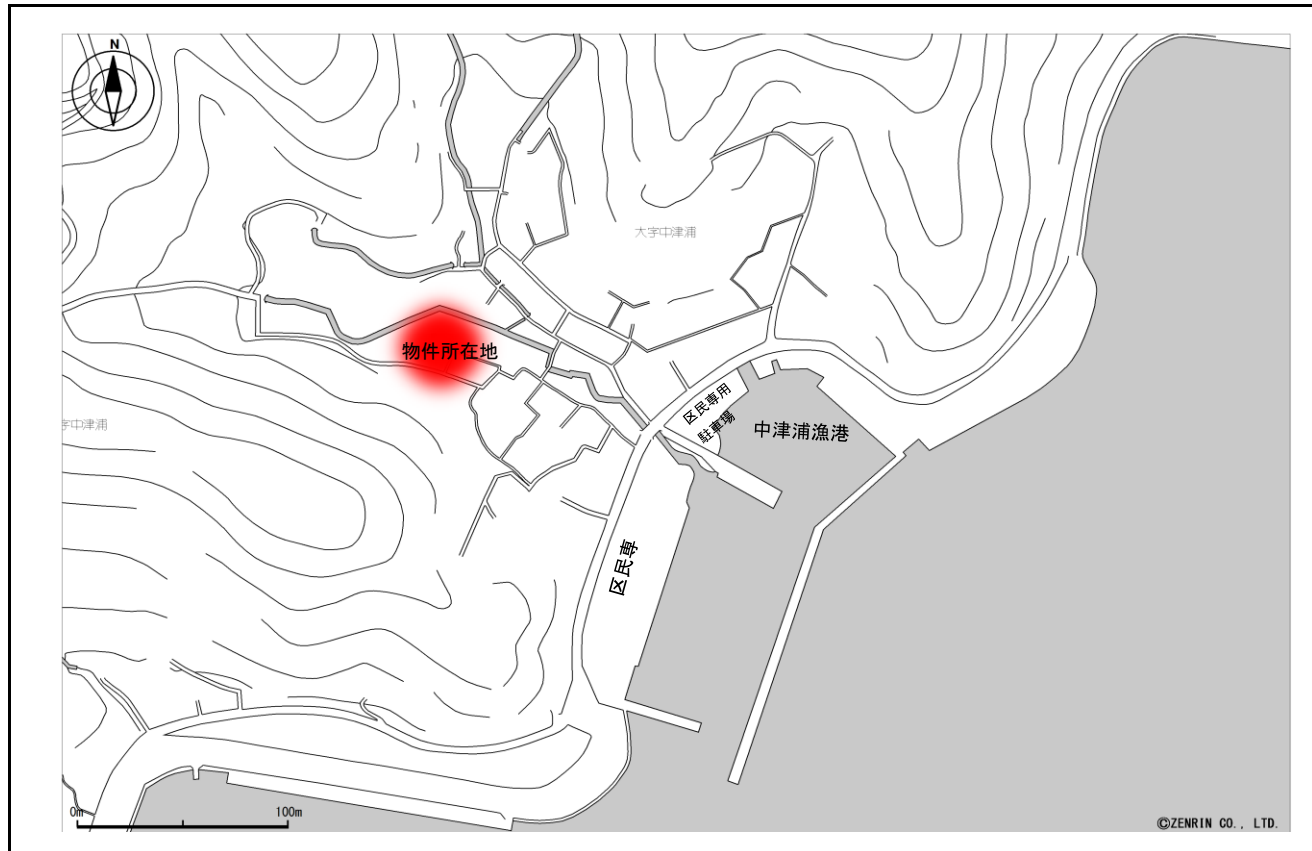 N
大字中津浦
物件所在地
区民専用
駐車場
中津浦漁港
字中津浦
区民専
0m
100m
©ZENRIN CO., LTD.